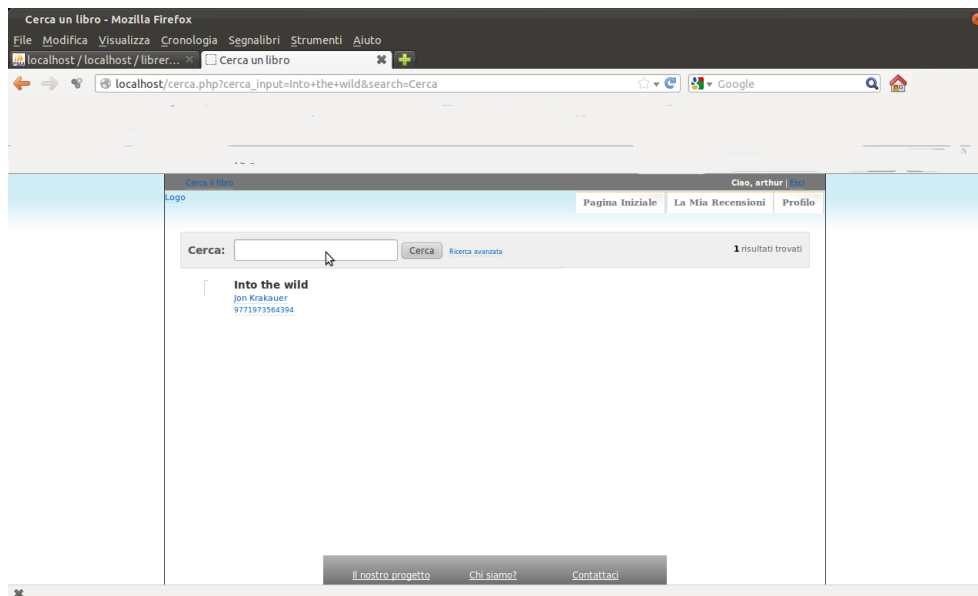 Cerca un libro - Mozilla Firefox
File Modifica Visualizza Cronologia Segnalibri Strumenti Aiuto
localhost / localhost / librer... Cerca un libro
localhost/cerca.php?cerca_input=Into+the+wild&search=Cerca Google
Cerca il libro Ciao, arthur | Esci
Logo
Pagina Iniziale La Mia Recensioni Profilo
Cerca: Cerca Ricerca avanzata 1 risultati trovati
Into the wild
Jon Krakauer
9771973564394
Il nostro progetto Chi siamo? Contattaci